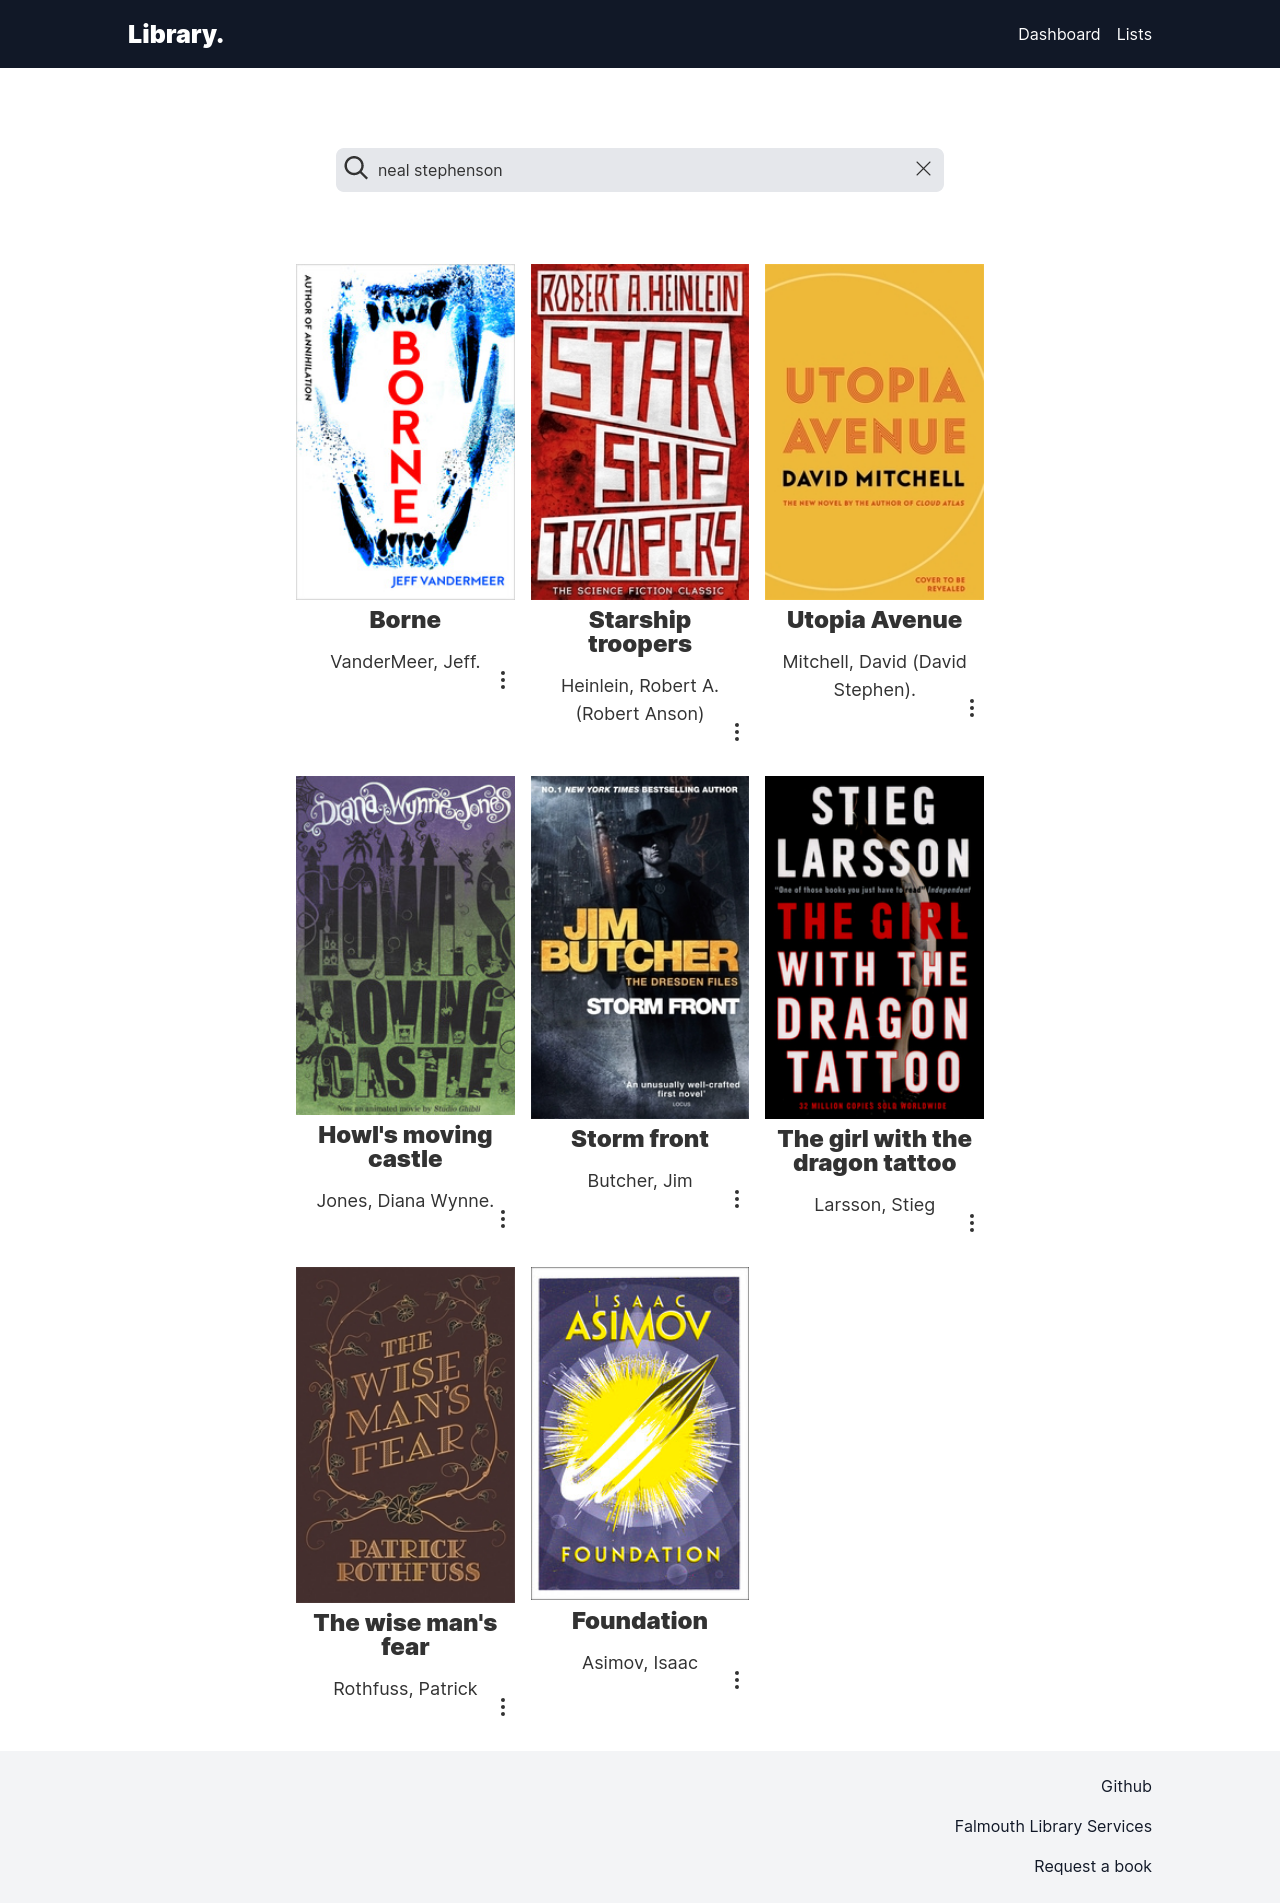 Library.
Dashboard Lists
neal stephenson
AUTHOR OF ANNIHILATION
BORNE
JEFF VANDERMEER
Borne
VanderMeer, Jeff.
ROBERT A. HEINLEIN
STAR
SHIP
TROOPERS
THE SCIENCE FICTION CLASSIC
Starship
troopers
Heinlein, Robert A.
(Robert Anson)
UTOPIA
AVENUE
DAVID MITCHELL
THE NEW NOVEL BY THE AUTHOR OF CLOUD ATLAS
COVER TO BE
REVEALED
Utopia Avenue
Mitchell, David (David
Stephen).
Diana Wynne Jones
HOWL'S
MOVING
CASTLE
Now an animated movie by Studio Ghibli
Howl's moving
castle
Jones, Diana Wynne.
NO.1 NEW YORK TIMES BESTSELLING AUTHOR
JIM
BUTCHER
THE DRESDEN FILES
STORM FRONT
'An unusually well-crafted
first novel'
LOCUS
Storm front
Butcher, Jim
STIEG
LARSSON
"One of those books you just have to read" Independent
THE GIRL
WITH THE
DRAGON
TATTOO
32 MILLION COPIES SOLD WORLDWIDE
The girl with the
dragon tattoo
Larsson, Stieg
THE
WISE
MAN'S
FEAR
PATRICK
ROTHFUSS
The wise man's
fear
Rothfuss, Patrick
ISAAC
ASIMOV
FOUNDATION
Foundation
Asimov, Isaac
Github
Falmouth Library Services
Request a book